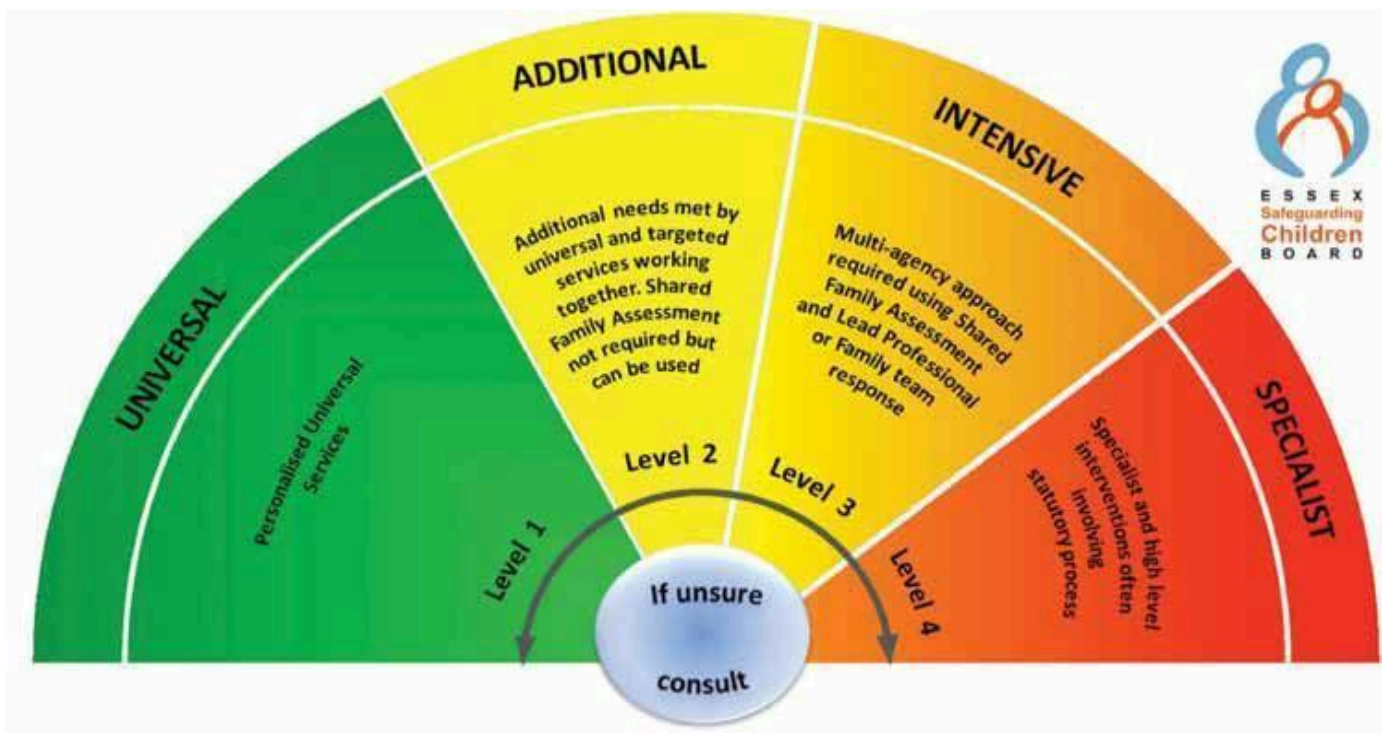 UNIVERSAL
Personalised Universal
Services
Level 1
ADDITIONAL
Additional needs met by
universal and targeted
services working
together. Shared
Family Assessment
not required but
can be used
Level 2
INTENSIVE
Multi-agency approach
required using Shared
Family Assessment
and Lead Professional
or Family team
response
Level 3
SPECIALIST
Specialist and high level
interventions often
involving
statutory process
Level 4
If unsure
consult
ESSEX
Safeguarding
Children
BOARD